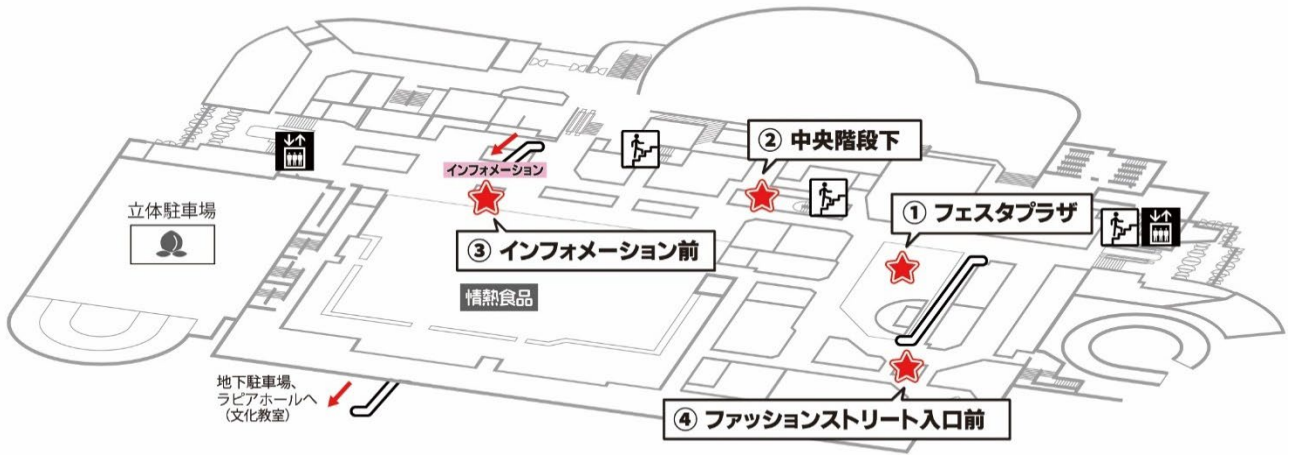 ② 中央階段下
インフォメーション
① フェスタプラザ
立体駐車場
③ インフォメーション前
情熱食品
地下駐車場、
ラピアホールへ
（文化教室）
④ ファッションストリート入口前